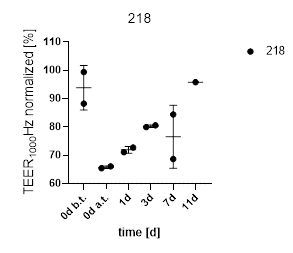 218
TEER1000Hz normalized [%]
110
100
90
80
70
60
218
0d b.t.
0d a.t.
1d
3d
7d
11d
time [d]